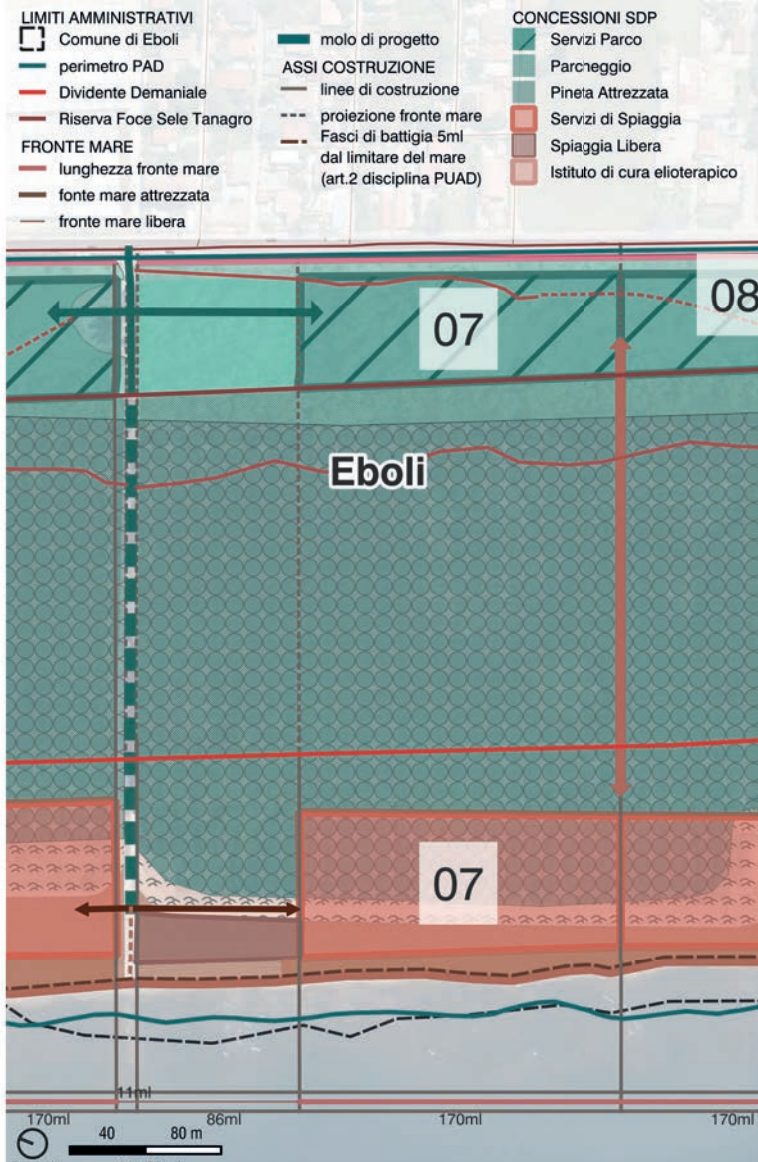 LIMITI AMMINISTRATIVI
Comune di Eboli
perimetro PAD
Dividente Demaniale
Riserva Foce Sele Tanagro
FRONTE MARE
lunghezza fronte mare
fonte mare attrezzata
fronte mare libera
molo di progetto
ASSI COSTRUZIONE
linee di costruzione
proiezione fronte mare
Fasci di battigia 5ml
dal limitare del mare
(art.2 disciplina PUAD)
CONCESSIONI SDP
Servizi Parco
Parcheggio
Pineta Attrezzata
Servizi di Spiaggia
Spiaggia Libera
Istituto di cura elioterapico
08
07
Eboli
07
11ml
170ml
86ml
170ml
170ml
40
80 m